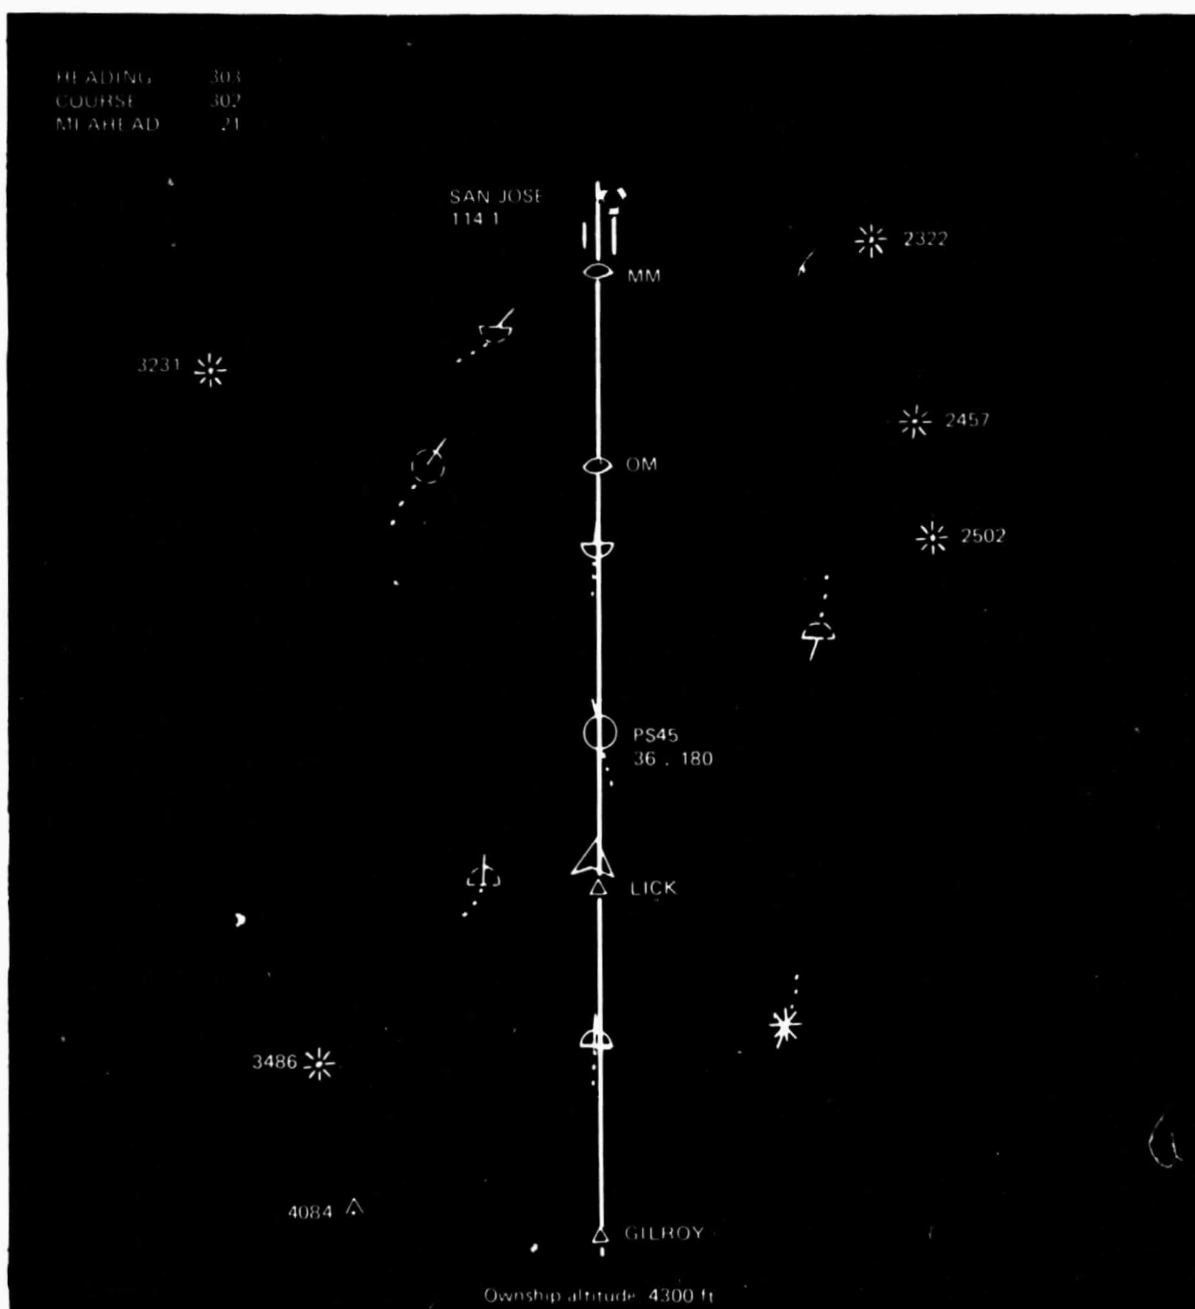 HEADING 303
COURSE 302
MI AHEAD 21
SAN JOSE
114.1
2322
MM
3231
2457
OM
2502
PS45
36 . 180
LICK
3486
4084
GILROY
Ownship altitude: 4300 ft